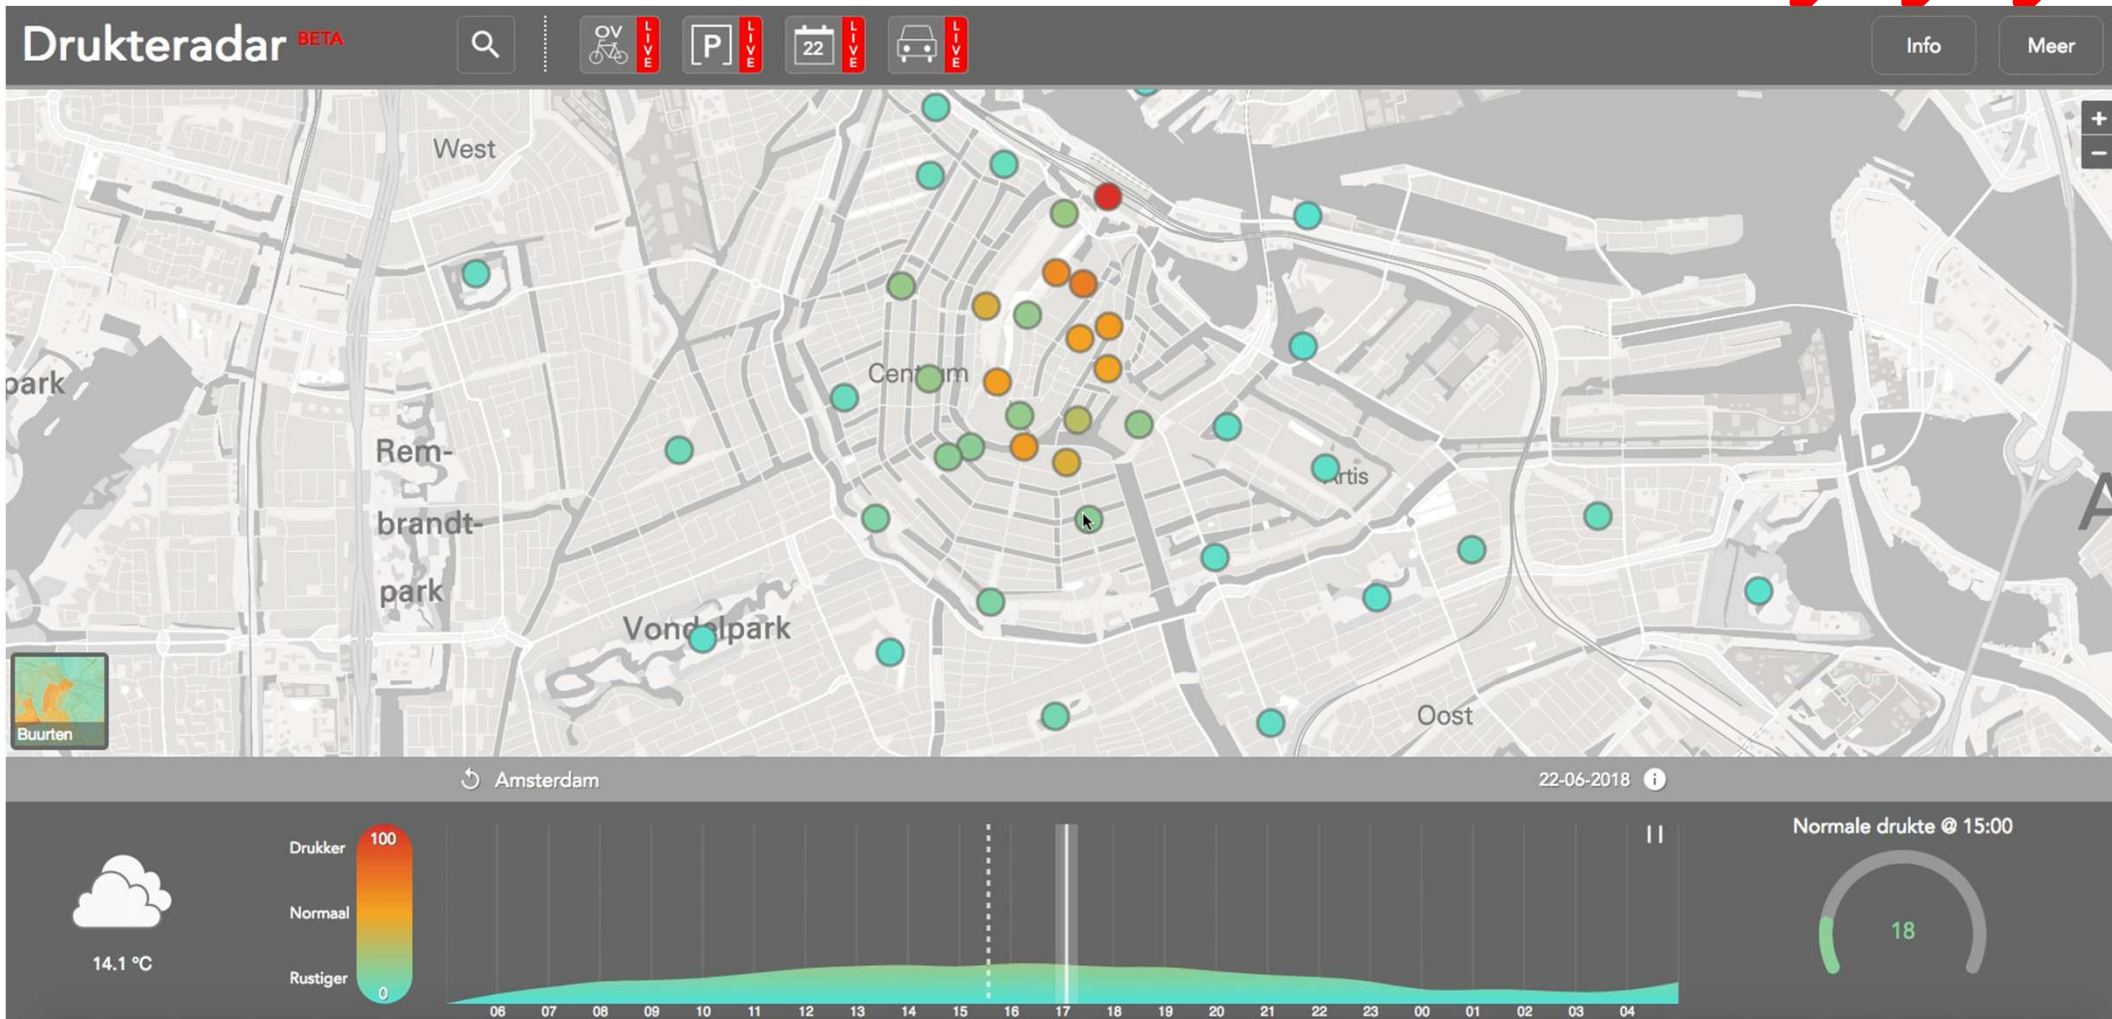 Drukteradar BETA
OV LIVE
P LIVE
22 LIVE
LIVE
Info
Meer
+
−
West
park
Centrum
Rem-
brandt-
park
Artis
Vondelpark
Oost
Buurten
Amsterdam
22-06-2018 i
Drukker 100
Normaal
Rustiger 0
14.1 °C
06 07 08 09 10 11 12 13 14 15 16 17 18 19 20 21 22 23 00 01 02 03 04
Normale drukte @ 15:00
18